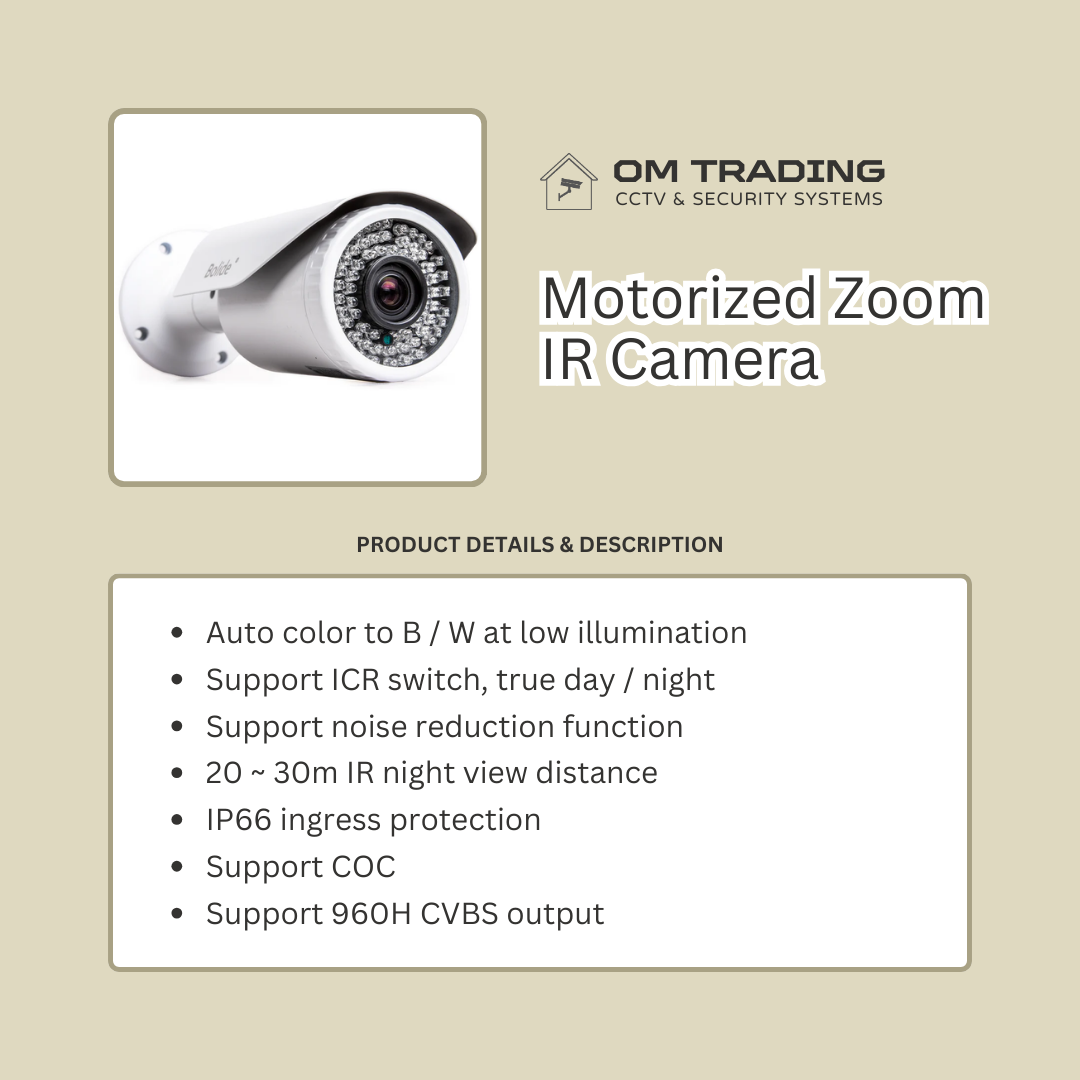 Bolide
OM TRADING
CCTV & SECURITY SYSTEMS
Motorized Zoom
IR Camera
PRODUCT DETAILS & DESCRIPTION
• Auto color to B / W at low illumination
• Support ICR switch, true day / night
• Support noise reduction function
• 20 ~ 30m IR night view distance
• IP66 ingress protection
• Support COC
• Support 960H CVBS output